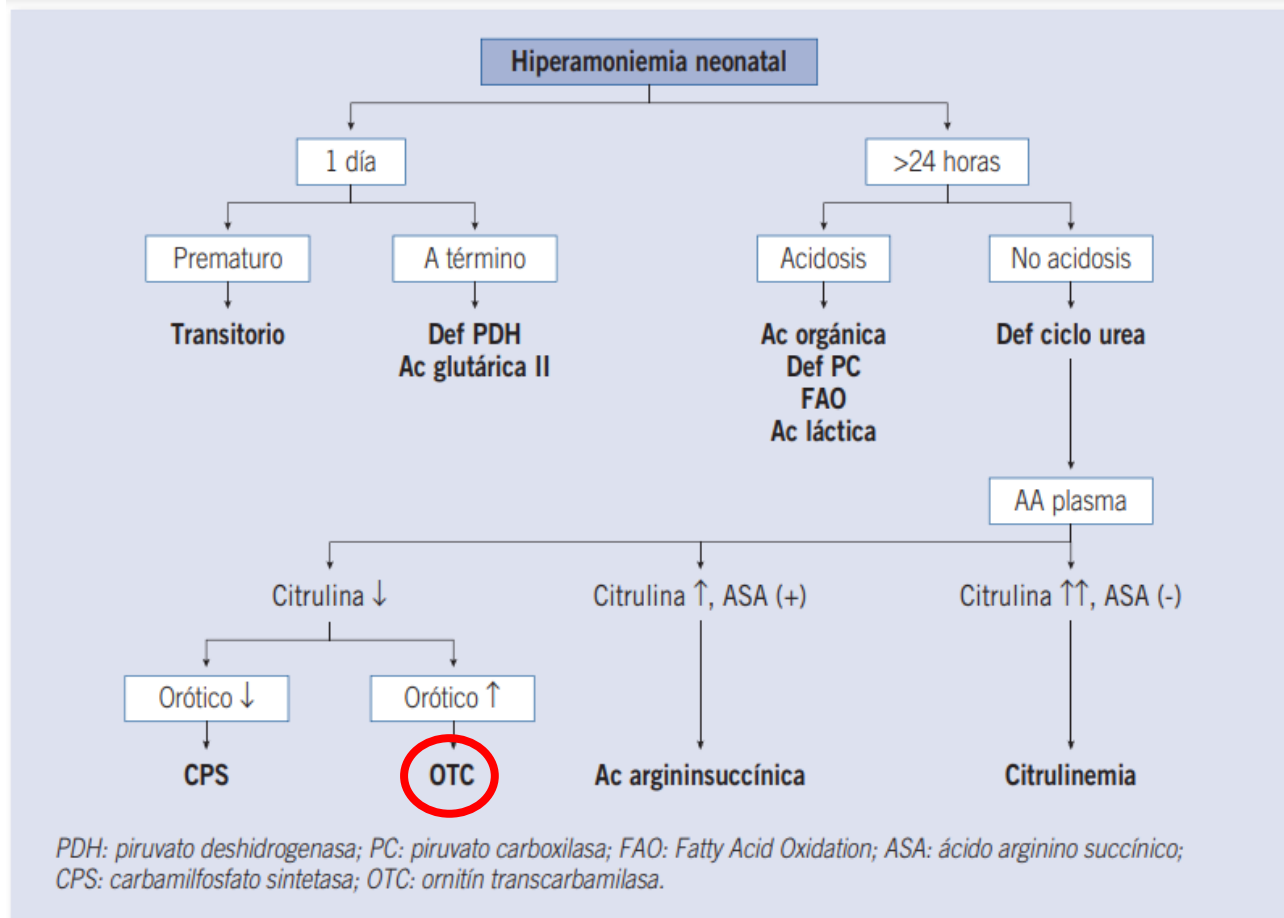 Hiperamoniemia neonatal
1 día
>24 horas
Prematuro
A término
Acidosis
No acidosis
Transitorio
Def PDH
Ac glutárica II
Ac orgánica
Def PC
FAO
Ac láctica
Def ciclo urea
AA plasma
Citrulina ↓
Citrulina ↑, ASA (+)
Citrulina ↑↑, ASA (-)
Orótico ↓
Orótico ↑
CPS
OTC
Ac argininsuccínica
Citrulinemia
PDH: piruvato deshidrogenasa; PC: piruvato carboxilasa; FAO: Fatty Acid Oxidation; ASA: ácido arginino succínico;
CPS: carbamilfosfato sintetasa; OTC: ornitín transcarbamilasa.